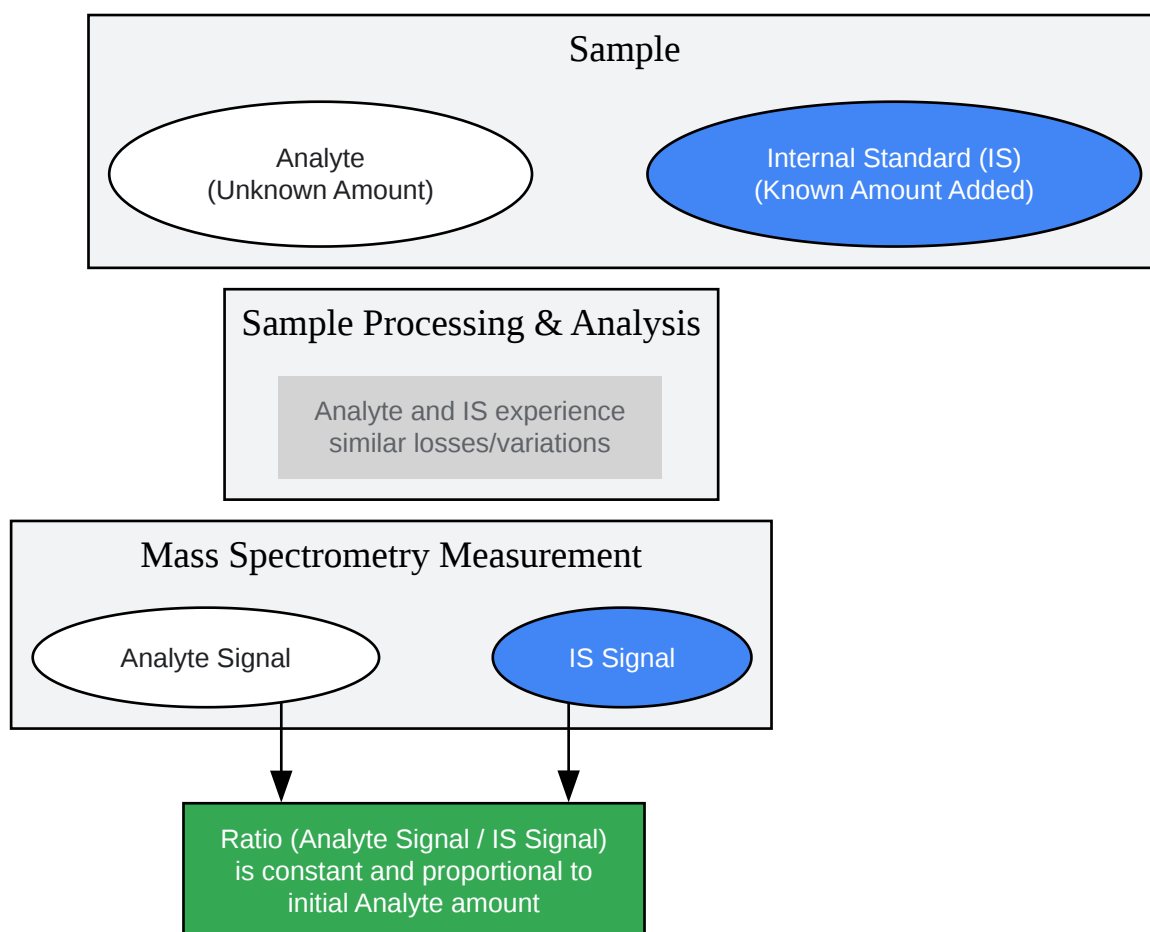 Sample
Analyte
(Unknown Amount)
Internal Standard (IS)
(Known Amount Added)
Sample Processing & Analysis
Analyte and IS experience
similar losses/variations
Mass Spectrometry Measurement
Analyte Signal
IS Signal
Ratio (Analyte Signal / IS Signal)
is constant and proportional to
initial Analyte amount